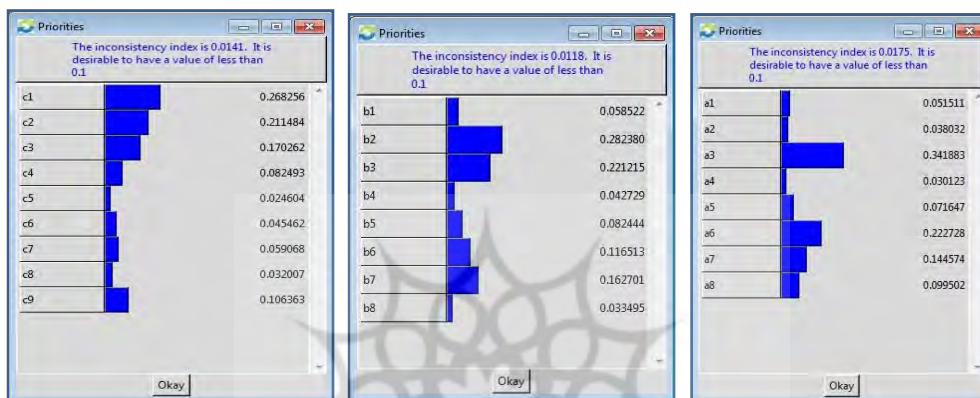 Priorities
The inconsistency index is 0.0141. It is
desirable to have a value of less than
0.1
c1 0.268256
c2 0.211484
c3 0.170262
c4 0.082493
c5 0.024604
c6 0.045462
c7 0.059068
c8 0.032007
c9 0.106363
Okay
Priorities
The inconsistency index is 0.0118. It is
desirable to have a value of less than
0.1
b1 0.058522
b2 0.282380
b3 0.221215
b4 0.042729
b5 0.082444
b6 0.116513
b7 0.162701
b8 0.033495
Okay
Priorities
The inconsistency index is 0.0175. It is
desirable to have a value of less than
0.1
a1 0.051511
a2 0.038032
a3 0.341883
a4 0.030123
a5 0.071647
a6 0.222728
a7 0.144574
a8 0.099502
Okay